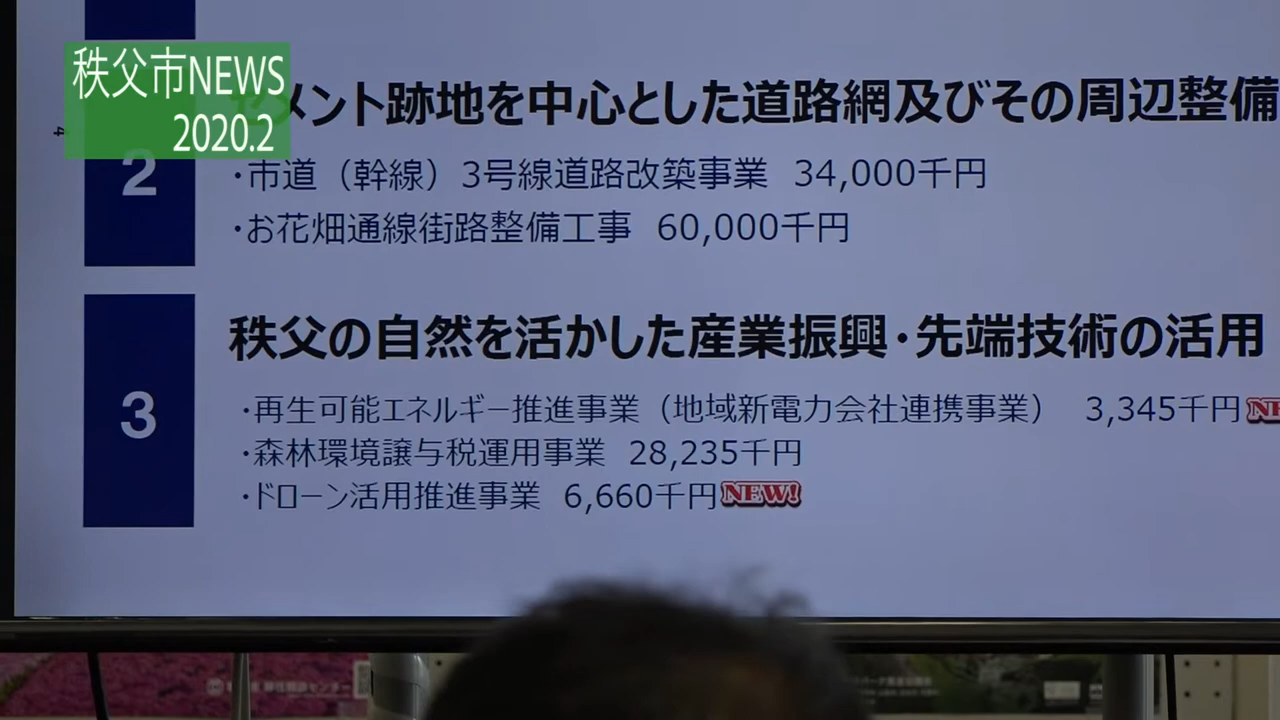 秩父市NEWS
2020.2
メント跡地を中心とした道路網及びその周辺整備
4
2
・市道（幹線）3号線道路改築事業 34,000千円
・お花畑通線街路整備工事 60,000千円
秩父の自然を活かした産業振興・先端技術の活用
3
・再生可能エネルギー推進事業（地域新電力会社連携事業） 3,345千円
・森林環境譲与税運用事業 28,235千円
・ドローン活用推進事業 6,660千円 NEW!